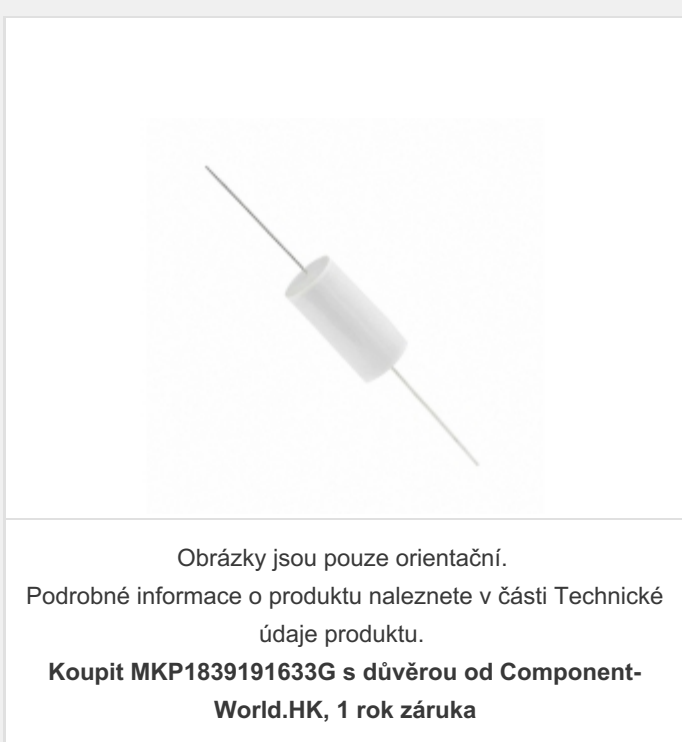 Obrázky jsou pouze orientační.
Podrobné informace o produktu naleznete v části Technické
údaje produktu.
Koupit MKP1839191633G s důvěrou od Component-
World.HK, 1 rok záruka